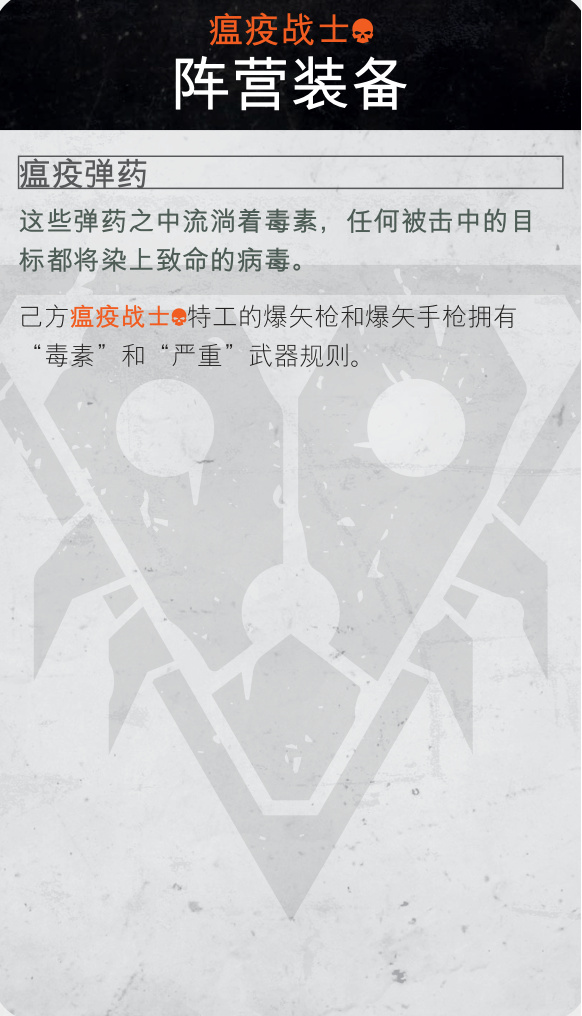 瘟疫战士
阵营装备
瘟疫弹药
这些弹药之中流淌着毒素，任何被击中的目
标都将染上致命的病毒。
己方瘟疫战士特工的爆矢枪和爆矢手枪拥有
“毒素”和“严重”武器规则。